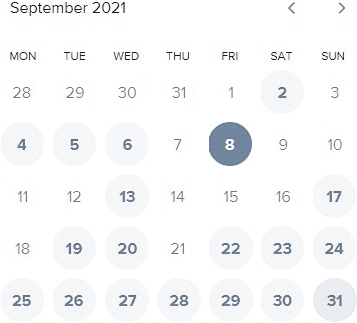 September 2021
MON TUE WED THU FRI SAT SUN
28 29 30 31 1 2 3
4 5 6 7 8 9 10
11 12 13 14 15 16 17
18 19 20 21 22 23 24
25 26 27 28 29 30 31